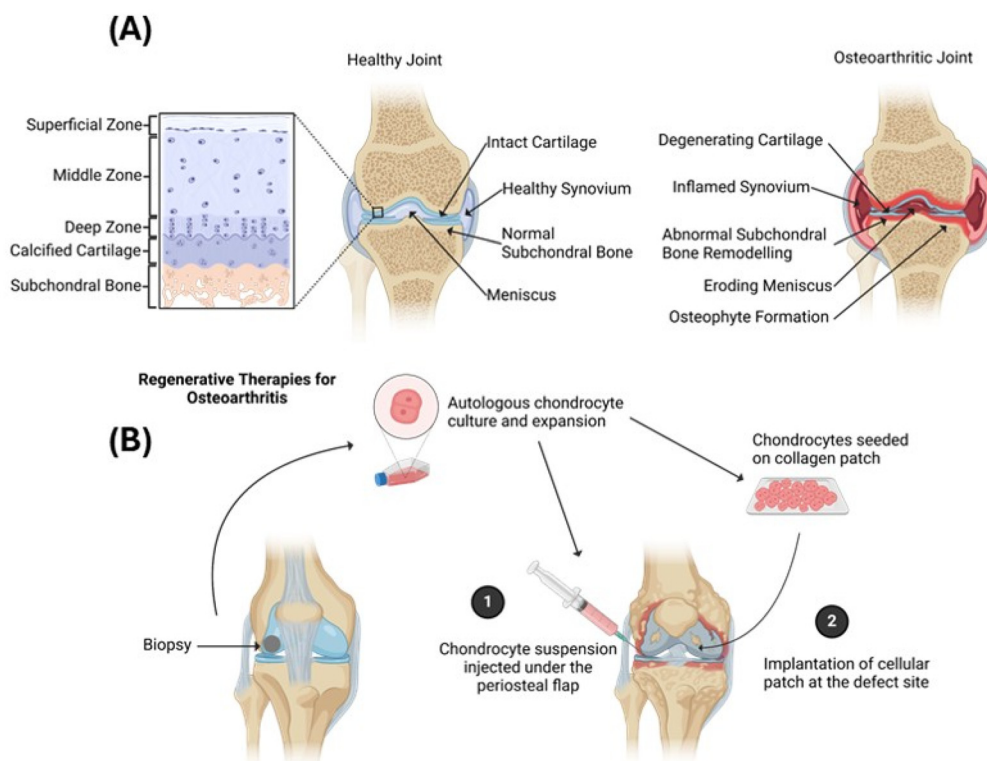 (A)
Healthy Joint
Osteoarthritic Joint
Superficial Zone
Middle Zone
Deep Zone
Calcified Cartilage
Subchondral Bone
Intact Cartilage
Healthy Synovium
Normal
Subchondral Bone
Meniscus
Degenerating Cartilage
Inflamed Synovium
Abnormal Subchondral
Bone Remodelling
Eroding Meniscus
Osteophyte Formation
Regenerative Therapies for
Osteoarthritis
(B)
Autologous chondrocyte
culture and expansion
Chondrocytes seeded
on collagen patch
Biopsy
1
Chondrocyte suspension
injected under the
periosteal flap
2
Implantation of cellular
patch at the defect site